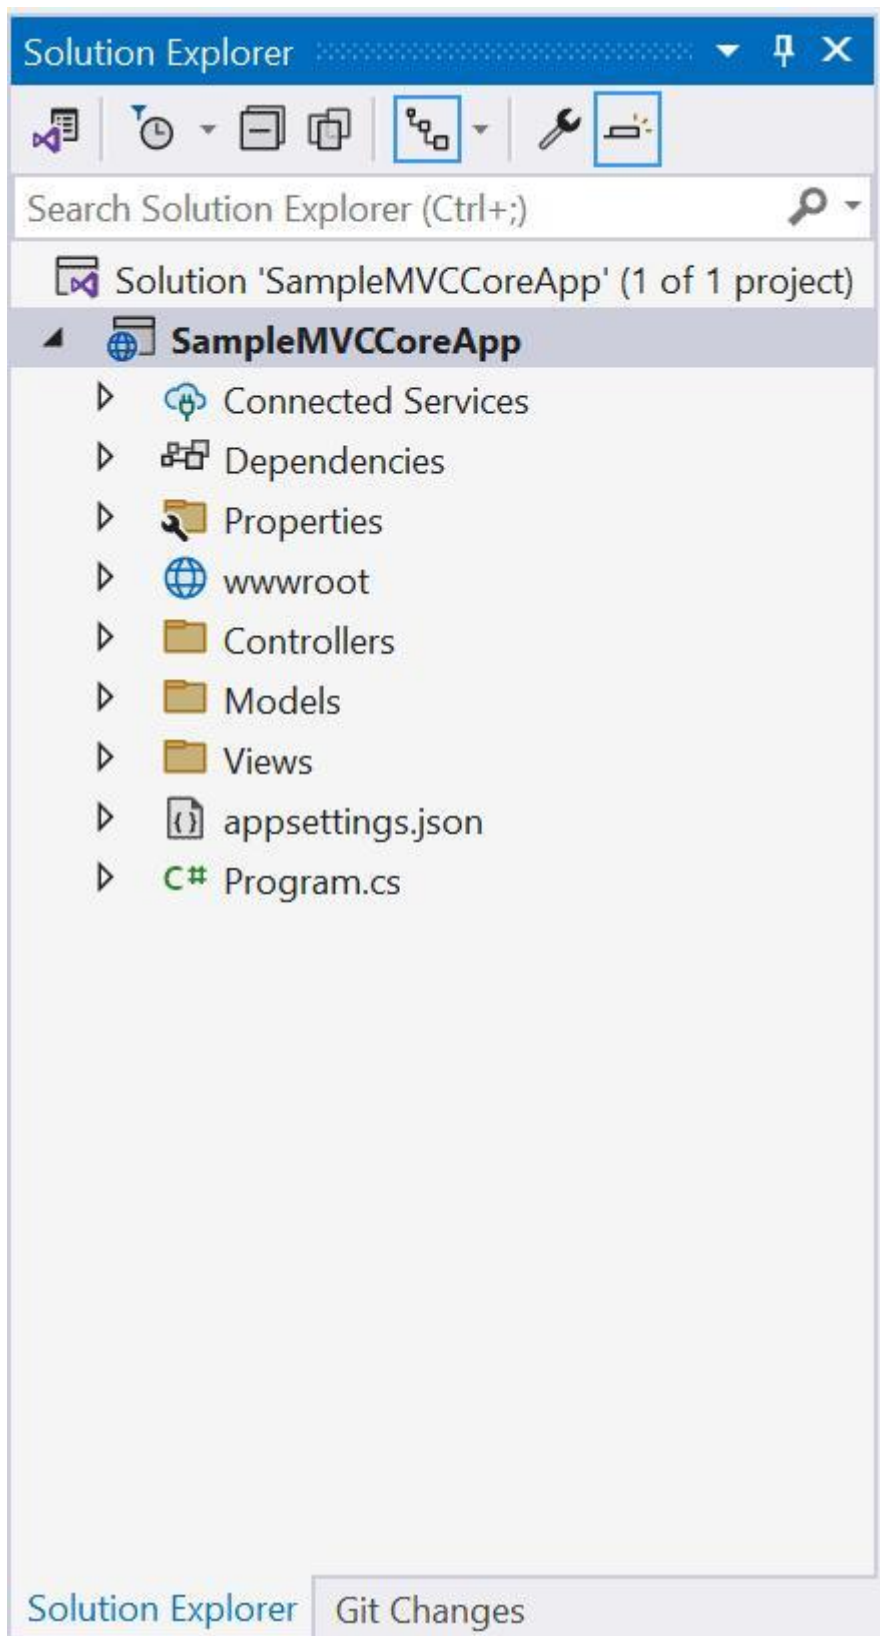 Solution Explorer
Search Solution Explorer (Ctrl+;)
Solution 'SampleMVCCoreApp' (1 of 1 project)
SampleMVCCoreApp
Connected Services
Dependencies
Properties
wwwroot
Controllers
Models
Views
appsettings.json
C# Program.cs
Solution Explorer Git Changes